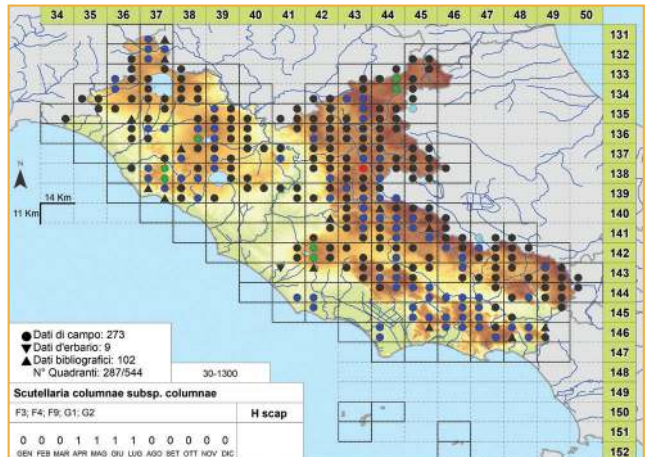 34 35 36 37 38 39 40 41 42 43 44 45 46 47 48 49 50
131
132
133
134
135
136
137
138
139
140
141
142
143
144
145
146
147
148
149
150
151
152
N
14 Km
11 Km
Dati di campo: 273
Dati d'erbario: 9
Dati bibliografici: 102
N° Quadranti: 287/544
30-1300
Scutellaria columnae subsp. columnae
F3; F4; F9; G1; G2
H scap
0 0 0 1 1 1 1 0 0 0 0 0
GEN FEB MAR APR MAG GIU LUG AGO SET OTT NOV DIC